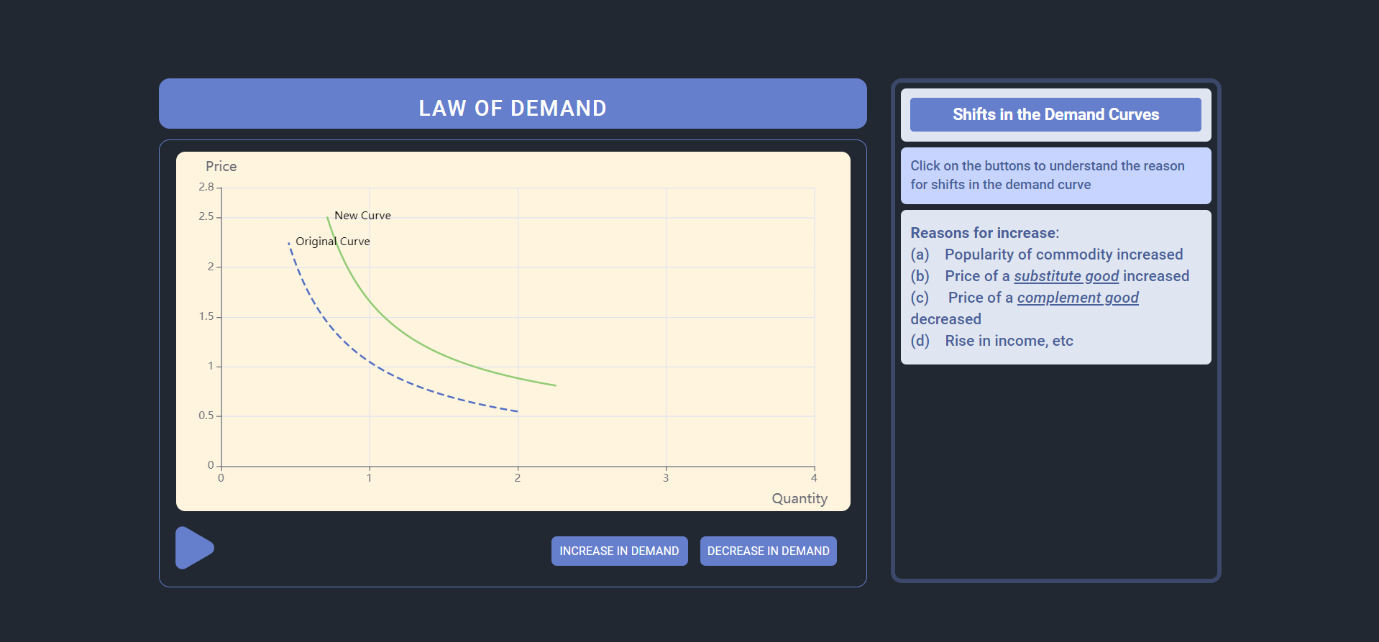 LAW OF DEMAND
Price
2.8
2.5
2
1.5
1
0.5
0
New Curve
Original Curve
0 1 2 3 4
Quantity
INCREASE IN DEMAND
DECREASE IN DEMAND
Shifts in the Demand Curves
Click on the buttons to understand the reason
for shifts in the demand curve
Reasons for increase:
(a) Popularity of commodity increased
(b) Price of a substitute good increased
(c) Price of a complement good
decreased
(d) Rise in income, etc